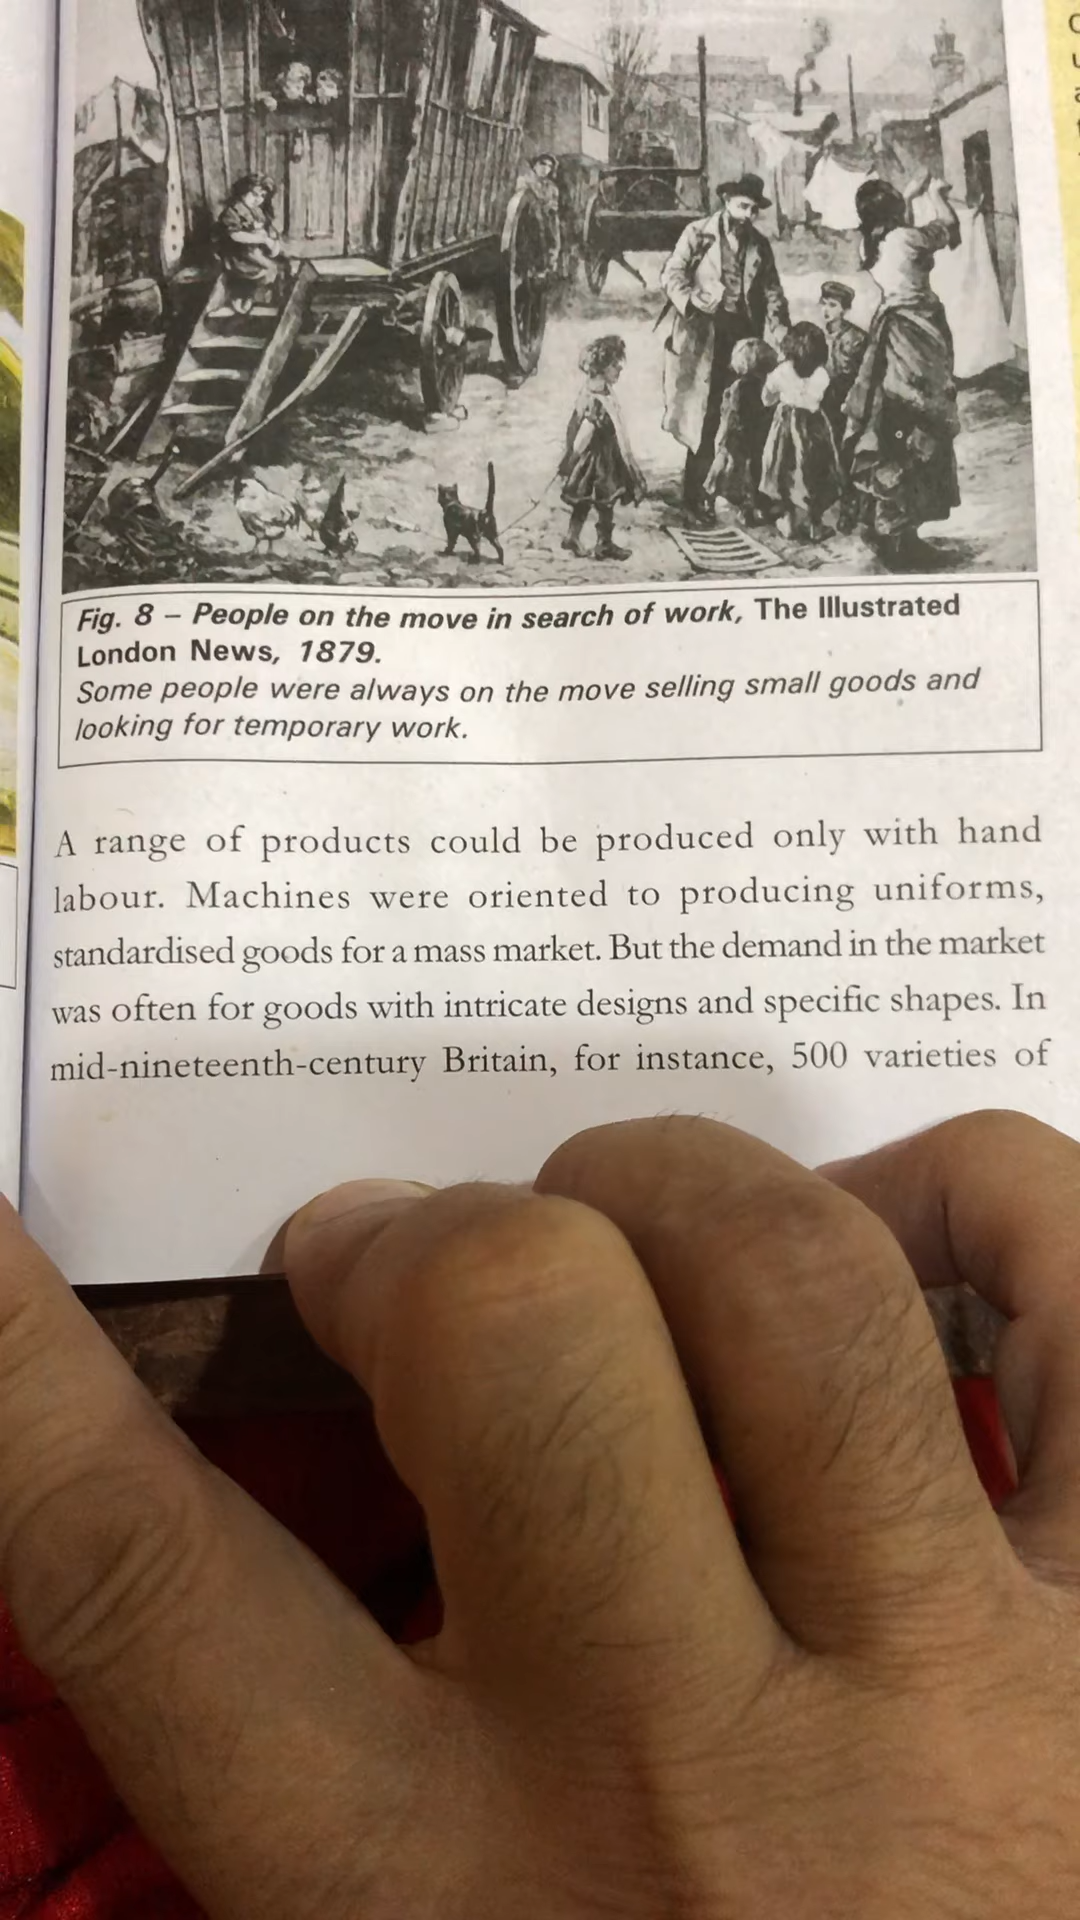 Fig. 8 – People on the move in search of work, The Illustrated
London News, 1879.
Some people were always on the move selling small goods and
looking for temporary work.
A range of products could be produced only with hand
labour. Machines were oriented to producing uniforms,
standardised goods for a mass market. But the demand in the market
was often for goods with intricate designs and specific shapes. In
mid-nineteenth-century Britain, for instance, 500 varieties of